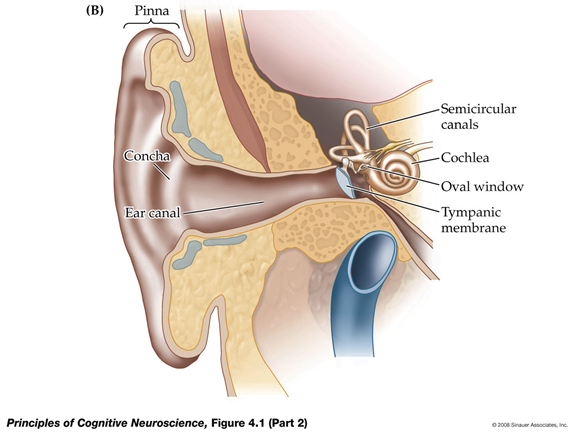 (B)
Pinna
Semicircular
canals
Concha
Cochlea
Oval window
Ear canal
Tympanic
membrane
Principles of Cognitive Neuroscience, Figure 4.1 (Part 2)
© 2008 Sinauer Associates, Inc.